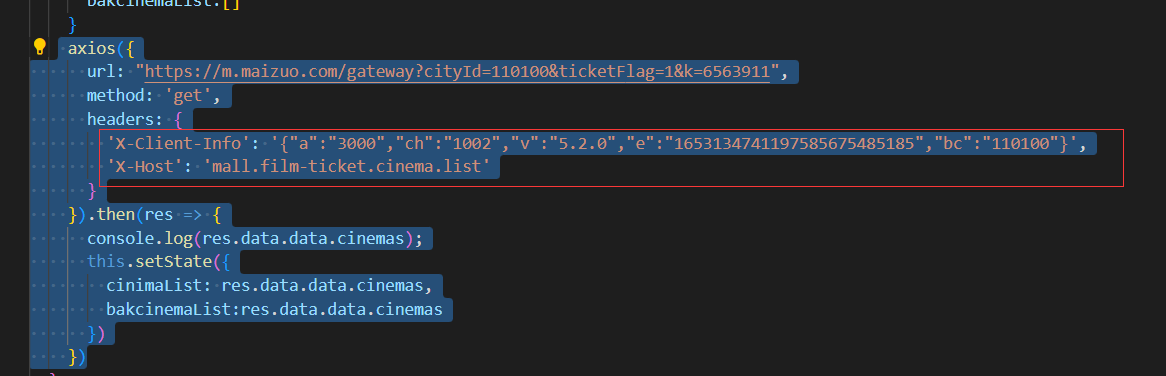 bakcinemaList:[]
}
axios({
url: "https://m.maizuo.com/gateway?cityId=110100&ticketFlag=1&k=6563911",
method: 'get',
headers: {
'X-Client-Info': '{"a":"3000","ch":"1002","v":"5.2.0","e":"1653134741197585675485185","bc":"110100"}',
'X-Host': 'mall.film-ticket.cinema.list'
}
}).then(res => {
console.log(res.data.data.cinemas);
this.setState({
cinimaList: res.data.data.cinemas,
bakcinemaList:res.data.data.cinemas
})
})